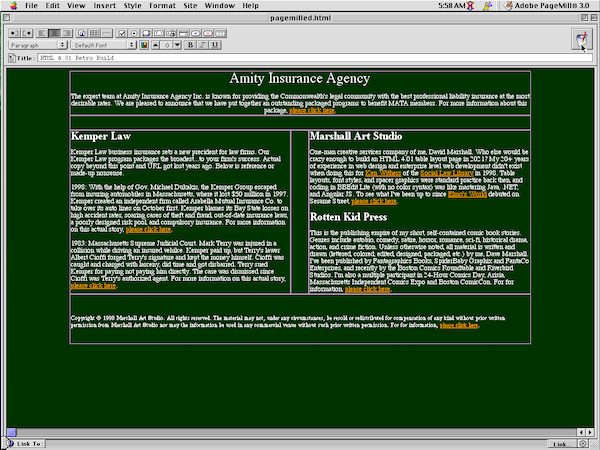 File Edit View Insert Style Site Window Help
5:58 AM
Adobe PageMill® 3.0
pagemilled.html
Paragraph
Default Font
0
B I U
Title: HTML 4.01 Retro Build
Amity Insurance Agency
The expert team at Amity Insurance Agency Inc. is known for providing the Commonwealth's legal community with the best professional liability insurance at the most
desirable rates. We are pleased to announce that we have put together an outstanding packaged programs to benefit MATA members. For more information about this
package, please click here.
Kemper Law
Kemper Law business insurance sets a new precident for law firms. Our
Kemper Law program packages the broadest...to your firm's success. Actual
copy beyond this point and URL got lost years ago. Below is reference or
made-up nonsense.
1998: With the help of Gov. Michael Dukakis, the Kemper Group escaped
from insuring automobiles in Massachusetts, where it lost $30 million in 1997.
Kemper created an independent firm called Arabella Mutual Insurance Co. to
take over its auto lines on October first. Kemper blames its Bay State losses on
high accident rates, soaring cases of theft and fraud, out-of-date insurance laws,
a poorly designed risk pool, and compulsory insurance. For more information
on this actual story, please click here.
1983: Massachusetts Supreme Judicial Court. Mark Terry was injured in a
collision while driving an insured vehilce. Kemper paid up, but Terry's lawer
Albert Cioffi forged Terry's signature and kept the money himself. Cioffi was
caught and charged with larceny, did time and got disbarred. Terry sued
Kemper for paying not paying him directly. The case was dismissed since
Cioffi was Terry's authorized agent. For more information on this actual story,
please click here.
Marshall Art Studio
One-man creative services company of me, David Marshall. Who else would be
crazy enough to build an HTML 4.01 table layout page in 2021? My 20+ years
of experience in web design and enterprise level web development didn't exist
when doing this for Ken Withers of the Social Law Library in 1998. Table
layouts, font styles, and spacer graphics were standard practice back then and
coding in BBEdit Lite (with no color syntax) was like mastering Java, .NET,
and Angular JS. To see what I've been up to since Elmo's World debuted on
Sesame Street, please click here.
Rotten Kid Press
This is the publishing empire of my short, self-contained comic book stories.
Genres include autobio, comedy, satire, honor, romance, sci-fi, historical drama,
action, and crime fiction. Unless otherwise noted, all material is written and
drawn (lettered, colored, edited, designed, packaged, etc.) by me, Dave Marshall.
I've been published by Pentagraphics Books, SpiderBaby Graphix and FantaCo
Enterprises, and recently by the Boston Comics Roundtable and Riverbird
Studios. I'm also a multiple participant in 24-Hour Comics Day, Arisia,
Massachusetts Independent Comics Expo and Boston ComicCon. For for
information, please click here.
Copyright © 1998 Marshall Art Studio. All rights reserved. The material may not, under any circumstances, be resold or redistributed for compensation of any kind without prior written
permission from Marshall Art Studio nor may the information be used in any commercial wave without such prior written permission. For for information, please click here.
Link To:
Link...